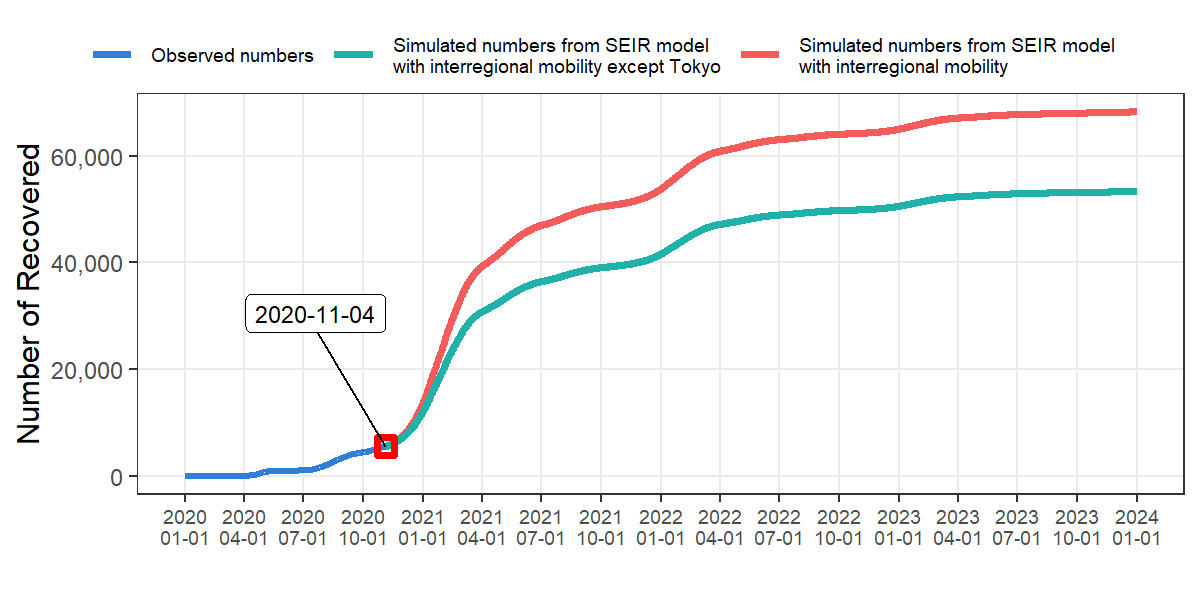 Observed numbers
Simulated numbers from SEIR model
with interregional mobility except Tokyo
Simulated numbers from SEIR model
with interregional mobility
Number of Recovered
60,000
40,000
20,000
0
2020-11-04
2020 2020 2020 2020 2021 2021 2021 2021 2022 2022 2022 2022 2023 2023 2023 2023 2024
01-01 04-01 07-01 10-01 01-01 04-01 07-01 10-01 01-01 04-01 07-01 10-01 01-01 04-01 07-01 10-01 01-01